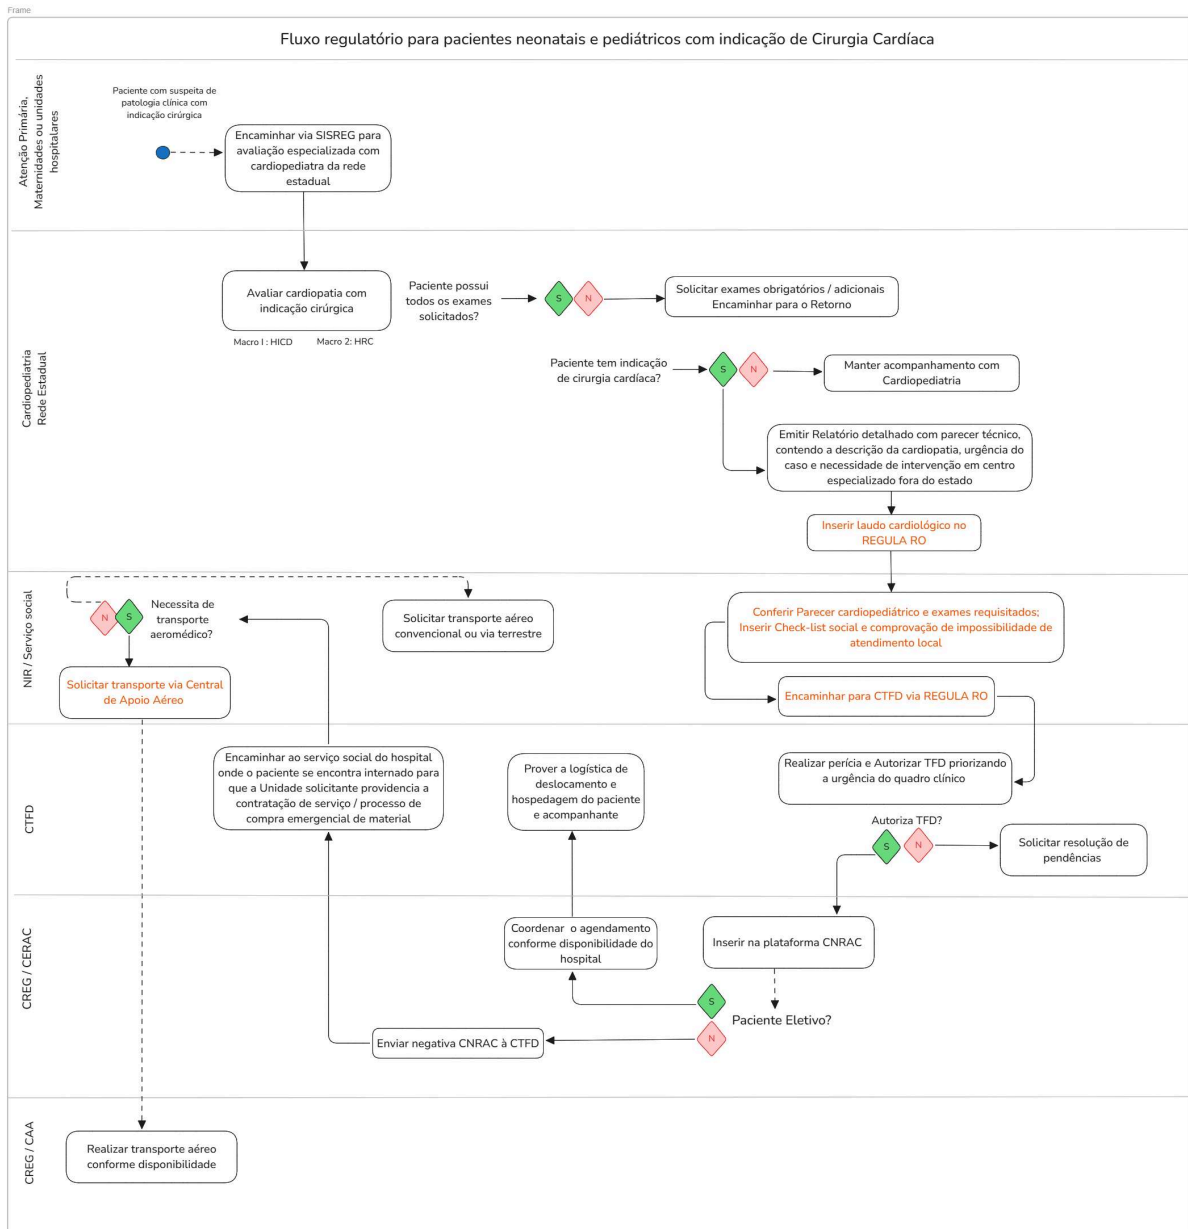 Frame
Fluxo regulatório para pacientes neonatais e pediátricos com indicação de Cirurgia Cardíaca
Atenção Primária,
Maternidades ou unidades
hospitalares
Paciente com suspeita de
patologia clínica com
indicação cirúrgica
Encaminhar via SISREG para
avaliação especializada com
cardiopediatra da rede
estadual
Cardiopediatria
Rede Estadual
Avaliar cardiopatia com
indicação cirúrgica
Macro I : HICD
Macro 2: HRC
Paciente possui
todos os exames
solicitados?
S
N
Solicitar exames obrigatórios / adicionais
Encaminhar para o Retorno
Paciente tem indicação
de cirurgia cardíaca?
S
N
Manter acompanhamento com
Cardiopediatria
Emitir Relatório detalhado com parecer técnico,
contendo a descrição da cardiopatia, urgência do
caso e necessidade de intervenção em centro
especializado fora do estado
Inserir laudo cardiológico no
REGULA RO
NIR / Serviço social
N
S
Necessita de
transporte
aeromédico?
Solicitar transporte aéreo
convencional ou via terrestre
Conferir Parecer cardiopediátrico e exames requisitados;
Inserir Check-list social e comprovação de impossibilidade de
atendimento local
Solicitar transporte via Central
de Apoio Aéreo
Encaminhar para CTFD via REGULA RO
CTFD
Encaminhar ao serviço social do hospital
onde o paciente se encontra internado para
que a Unidade solicitante providencia a
contratação de serviço / processo de
compra emergencial de material
Prover a logística de
deslocamento e
hospedagem do paciente
e acompanhante
Realizar perícia e Autorizar TFD priorizando
a urgência do quadro clínico
Autoriza TFD?
S
N
Solicitar resolução de
pendências
CREG / CERAC
Coordenar o agendamento
conforme disponibilidade do
hospital
Inserir na plataforma CNRAC
S
Paciente Eletivo?
N
Enviar negativa CNRAC à CTFD
CREG / CAA
Realizar transporte aéreo
conforme disponibilidade